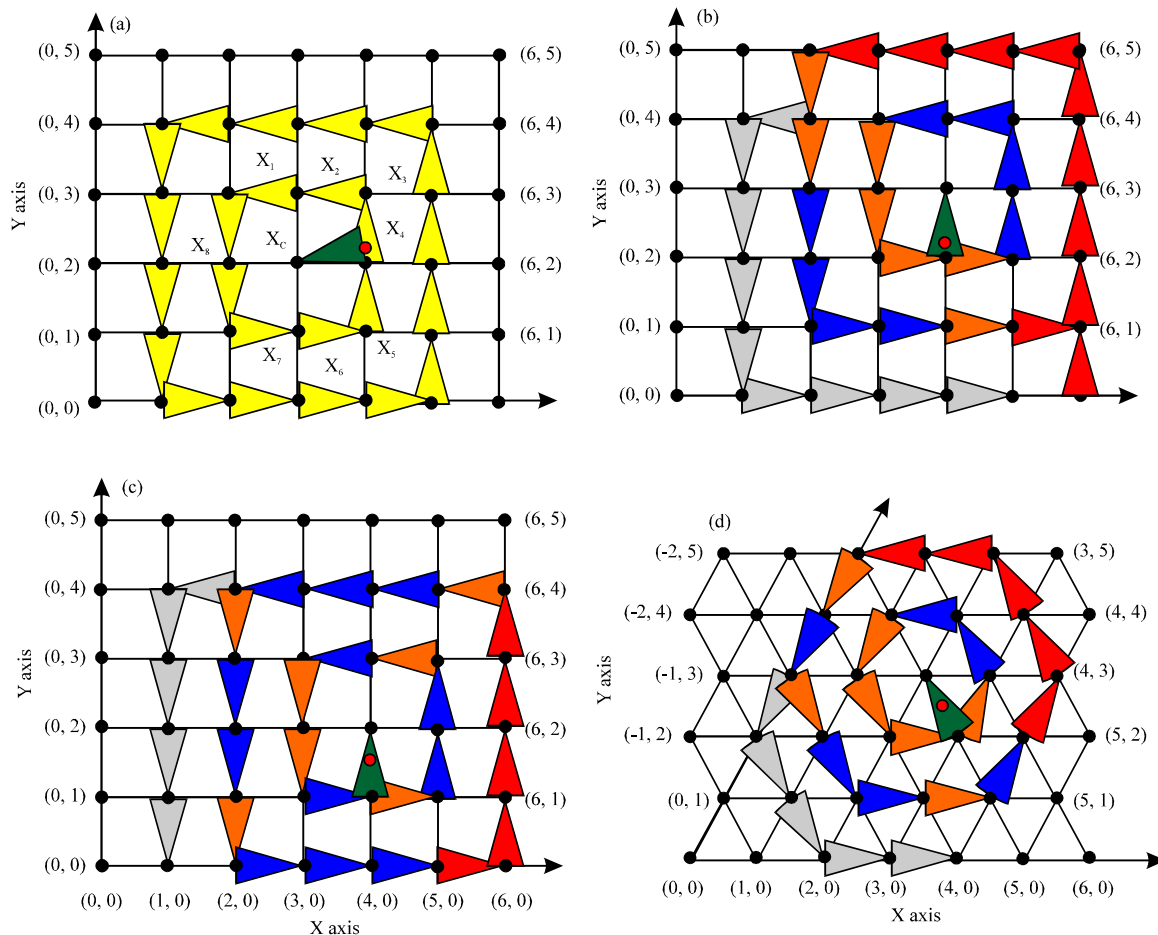 (a)
(0, 5) (6, 5)
(0, 4) (6, 4)
X1 X2 X3
(0, 3) (6, 3)
X8 XC X4
(0, 2) (6, 2)
(0, 1) (6, 1)
X7 X6 X5
(0, 0)
Y axis
(b)
(0, 5) (6, 5)
(0, 4) (6, 4)
(0, 3) (6, 3)
(0, 2) (6, 2)
(0, 1) (6, 1)
(0, 0)
Y axis
(c)
(0, 5) (6, 5)
(0, 4) (6, 4)
(0, 3) (6, 3)
(0, 2) (6, 2)
(0, 1) (6, 1)
(0, 0)
Y axis
(0, 0) (1, 0) (2, 0) (3, 0) (4, 0) (5, 0) (6, 0)
X axis
(d)
(-2, 5) (3, 5)
(-2, 4) (4, 4)
(-1, 3) (4, 3)
(-1, 2) (5, 2)
(0, 1) (5, 1)
Y axis
(0, 0) (1, 0) (2, 0) (3, 0) (4, 0) (5, 0) (6, 0)
X axis